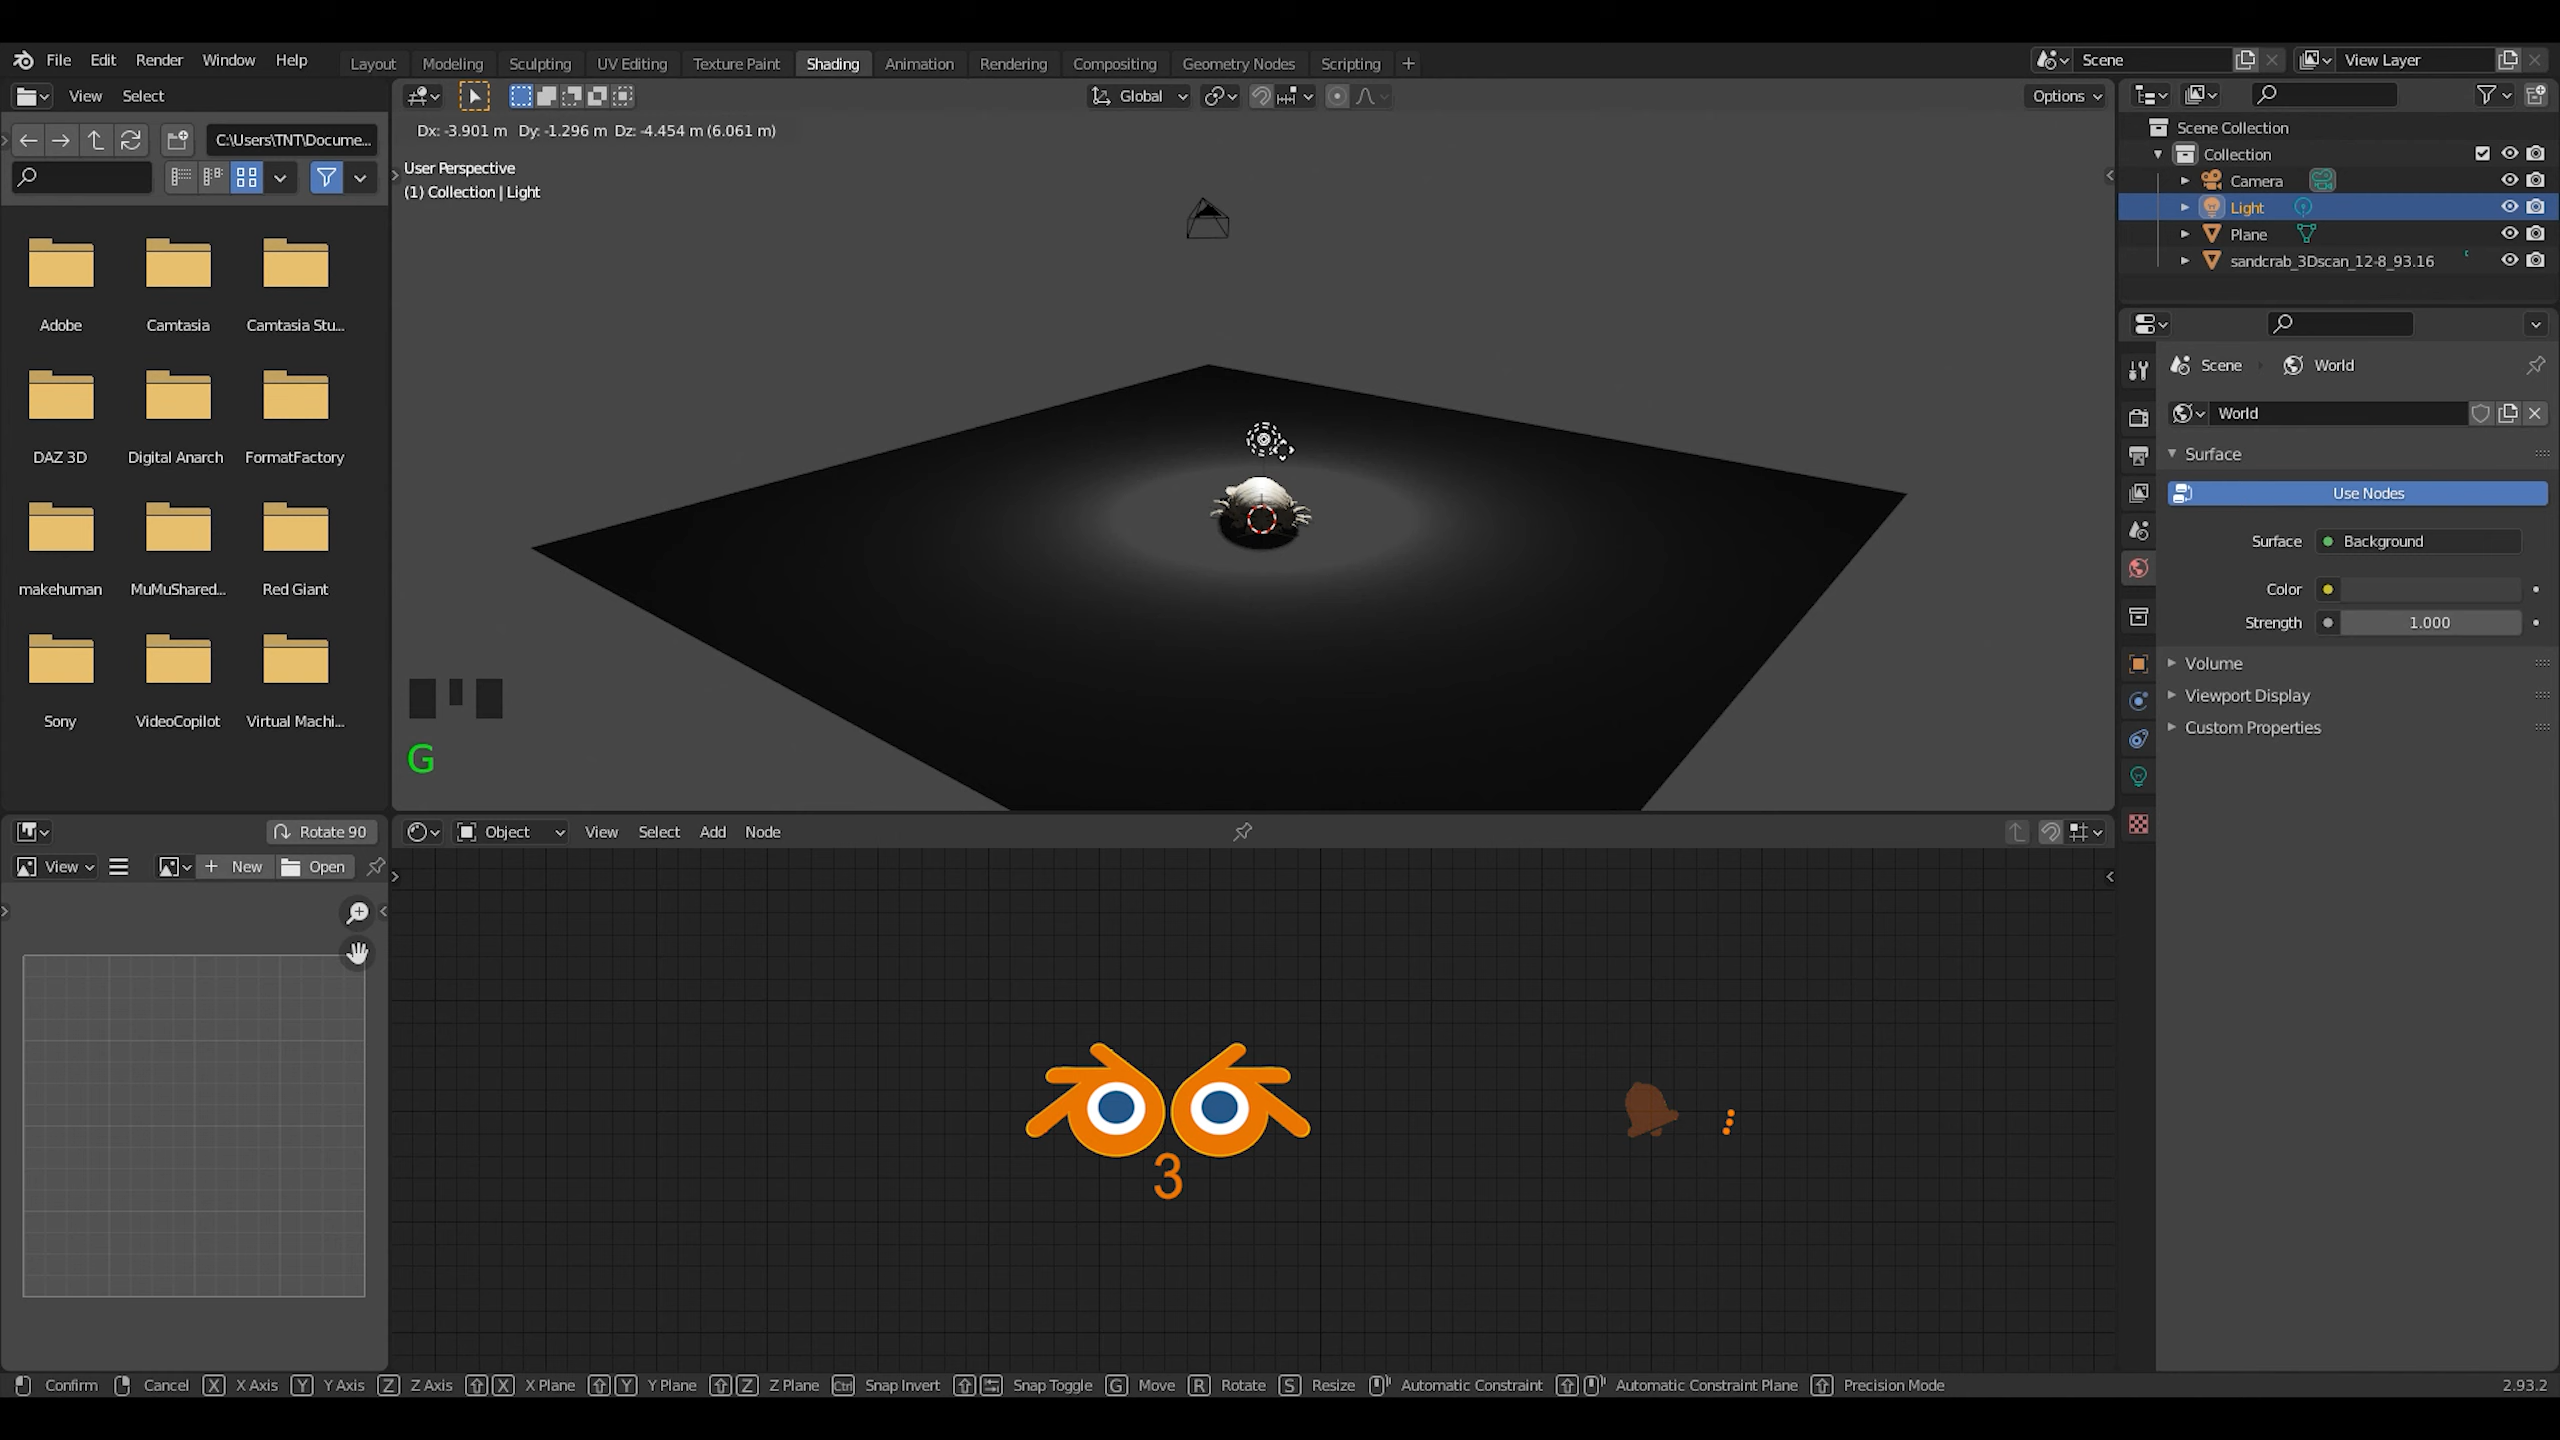 File Edit Render Window Help Layout Modeling Sculpting UV Editing Texture Paint Shading Animation Rendering Compositing Geometry Nodes Scripting + Scene View Layer
View Select
Global Options
C:\Users\TNT\Docume...
Dx: -3.901 m Dy: -1.296 m Dz: -4.454 m (6.061 m)
User Perspective
(1) Collection | Light
Adobe Camtasia Camtasia Stu...
DAZ 3D Digital Anarch FormatFactory
makehuman MuMuShared... Red Giant
Sony VideoCopilot Virtual Machi...
G
Scene Collection
Collection
Camera
Light
Plane
sandcrab_3Dscan_12-8_93.16
Scene World
World
Surface
Use Nodes
Surface Background
Color
Strength 1.000
Volume
Viewport Display
Custom Properties
Rotate 90
View + New Open
Object View Select Add Node
3
Confirm Cancel X X Axis Y Y Axis Z Z Axis X X Plane Y Y Plane Z Z Plane Ctrl Snap Invert Snap Toggle G Move R Rotate S Resize Automatic Constraint Automatic Constraint Plane Precision Mode 2.93.2